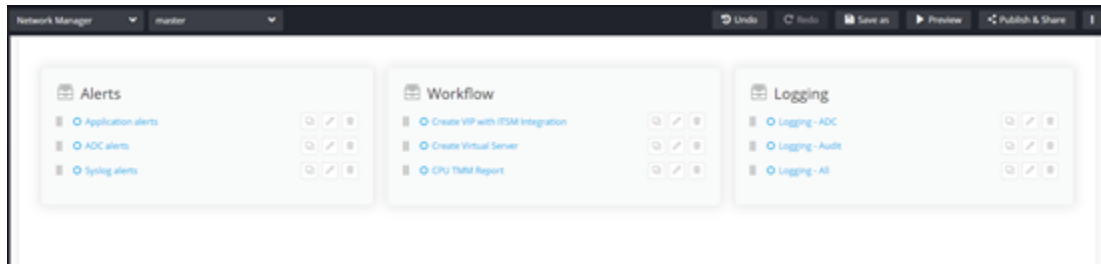 Network Manager master Undo Redo Save as Preview Publish & Share
Alerts
Application alerts
ADC alerts
Syslog alerts
Workflow
Create VIP with ITSM Integration
Create Virtual Server
CPU TMM Report
Logging
Logging - ADC
Logging - Audit
Logging - All